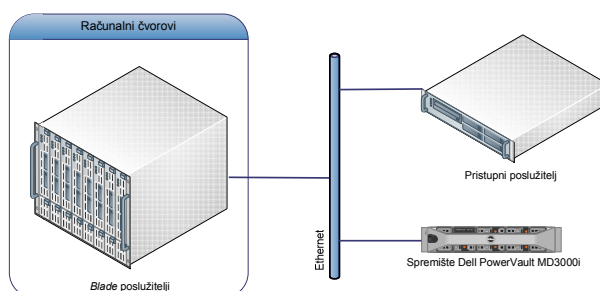 Računalni čvorovi
Blade poslužitelji
Ethernet
Pristupni poslužitelj
Spremište Dell PowerVault MD3000i